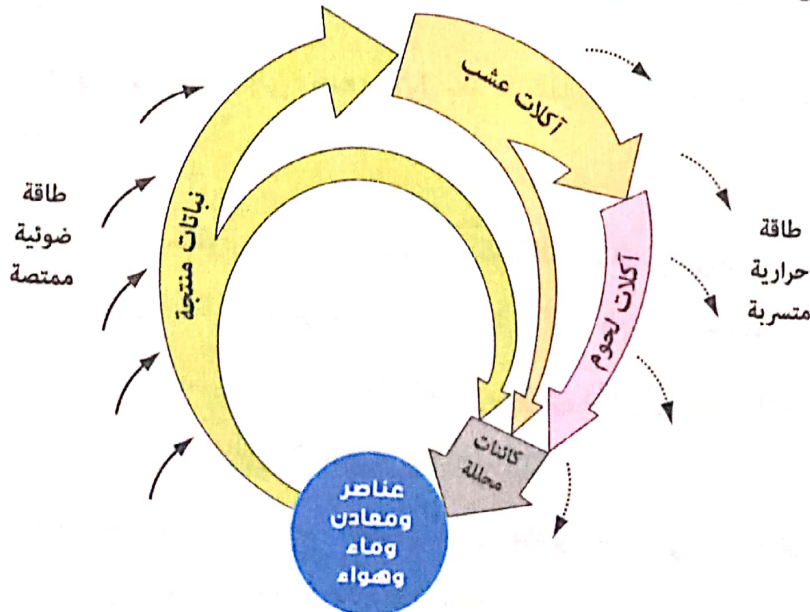 آكلات عشب
نباتات منتجة
طاقة
ضوئية
ممتصة
طاقة
حرارية
متسربة
آكلات لحوم
كائنات
محللة
عناصر
ومعادن
وماء
وهواء